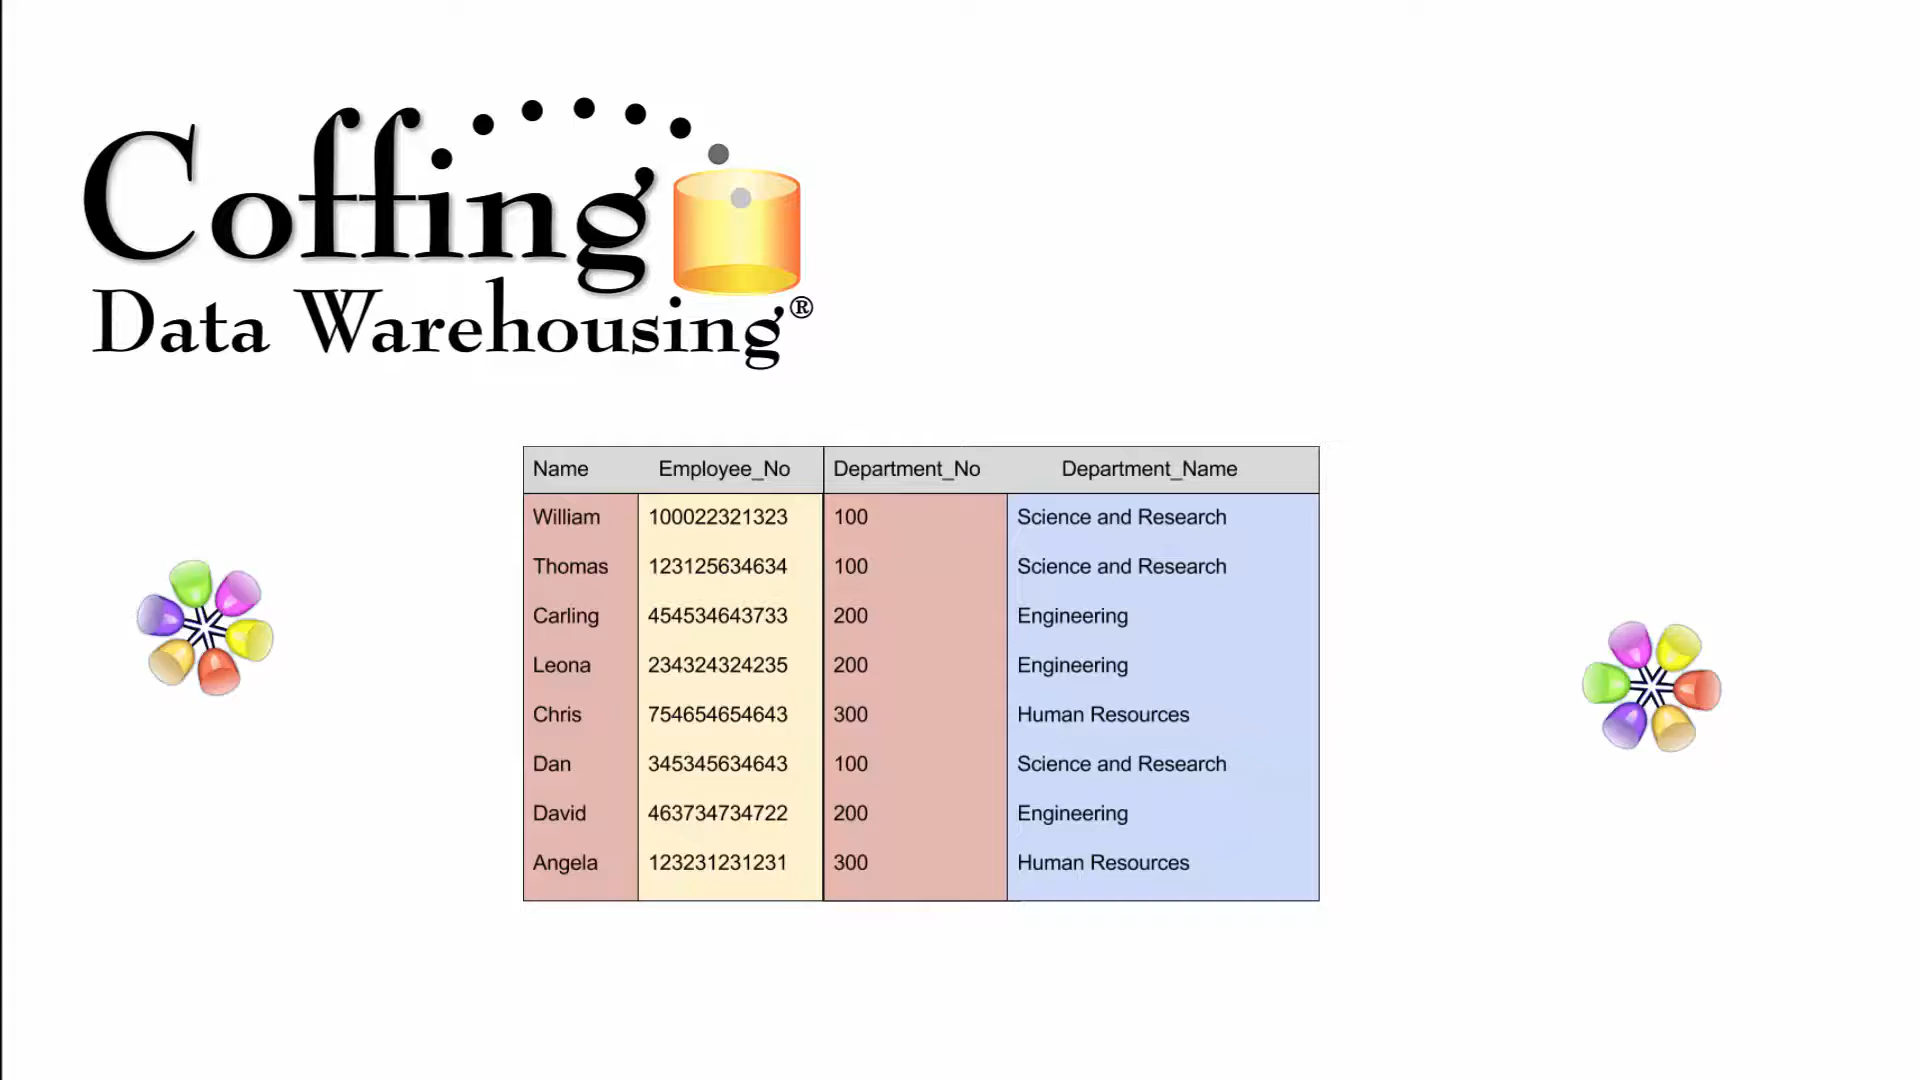 Coffing
Data Warehousing®
Name Employee_No Department_No Department_Name
William 100022321323 100 Science and Research
Thomas 123125634634 100 Science and Research
Carling 454534643733 200 Engineering
Leona 234324324235 200 Engineering
Chris 754654654643 300 Human Resources
Dan 345345634643 100 Science and Research
David 463734734722 200 Engineering
Angela 123231231231 300 Human Resources